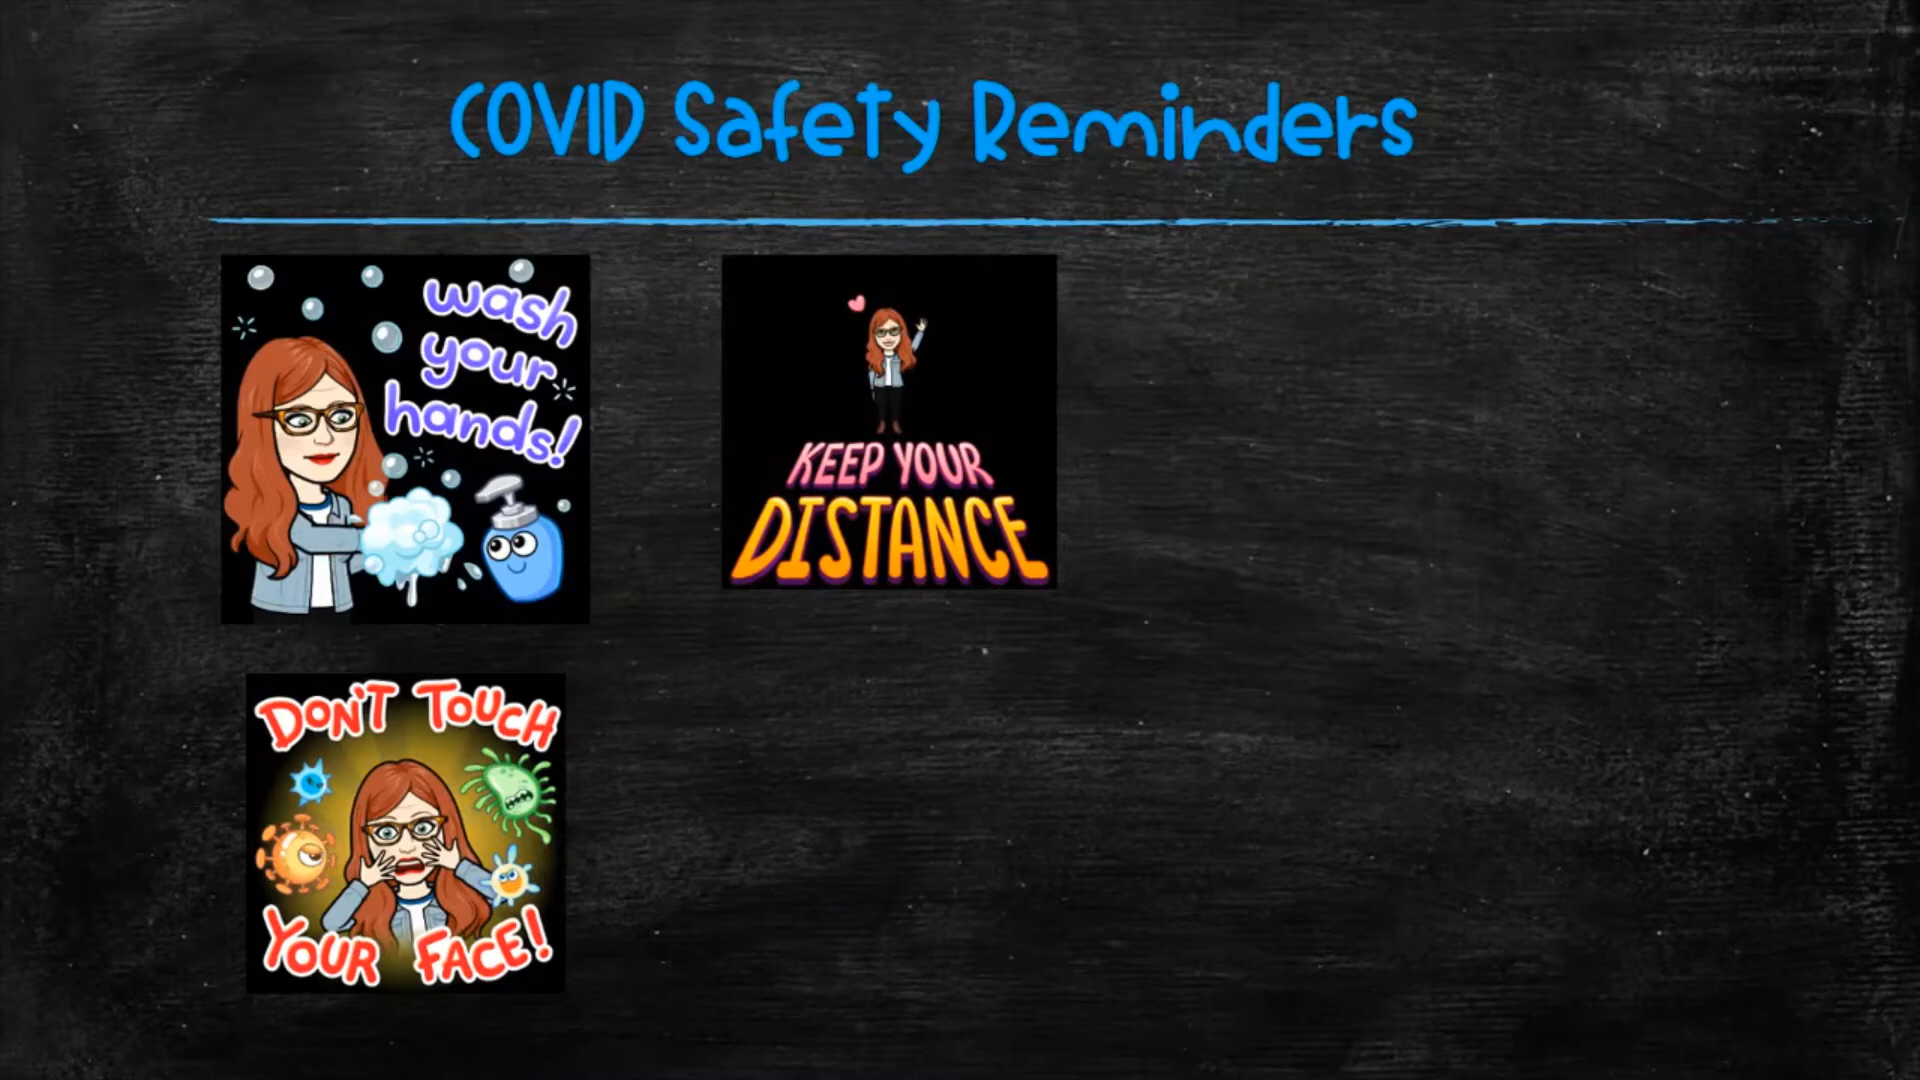 COVID Safety Reminders
wash
your
hands!
KEEP YOUR
DISTANCE
DON'T TOUCH
YOUR FACE!